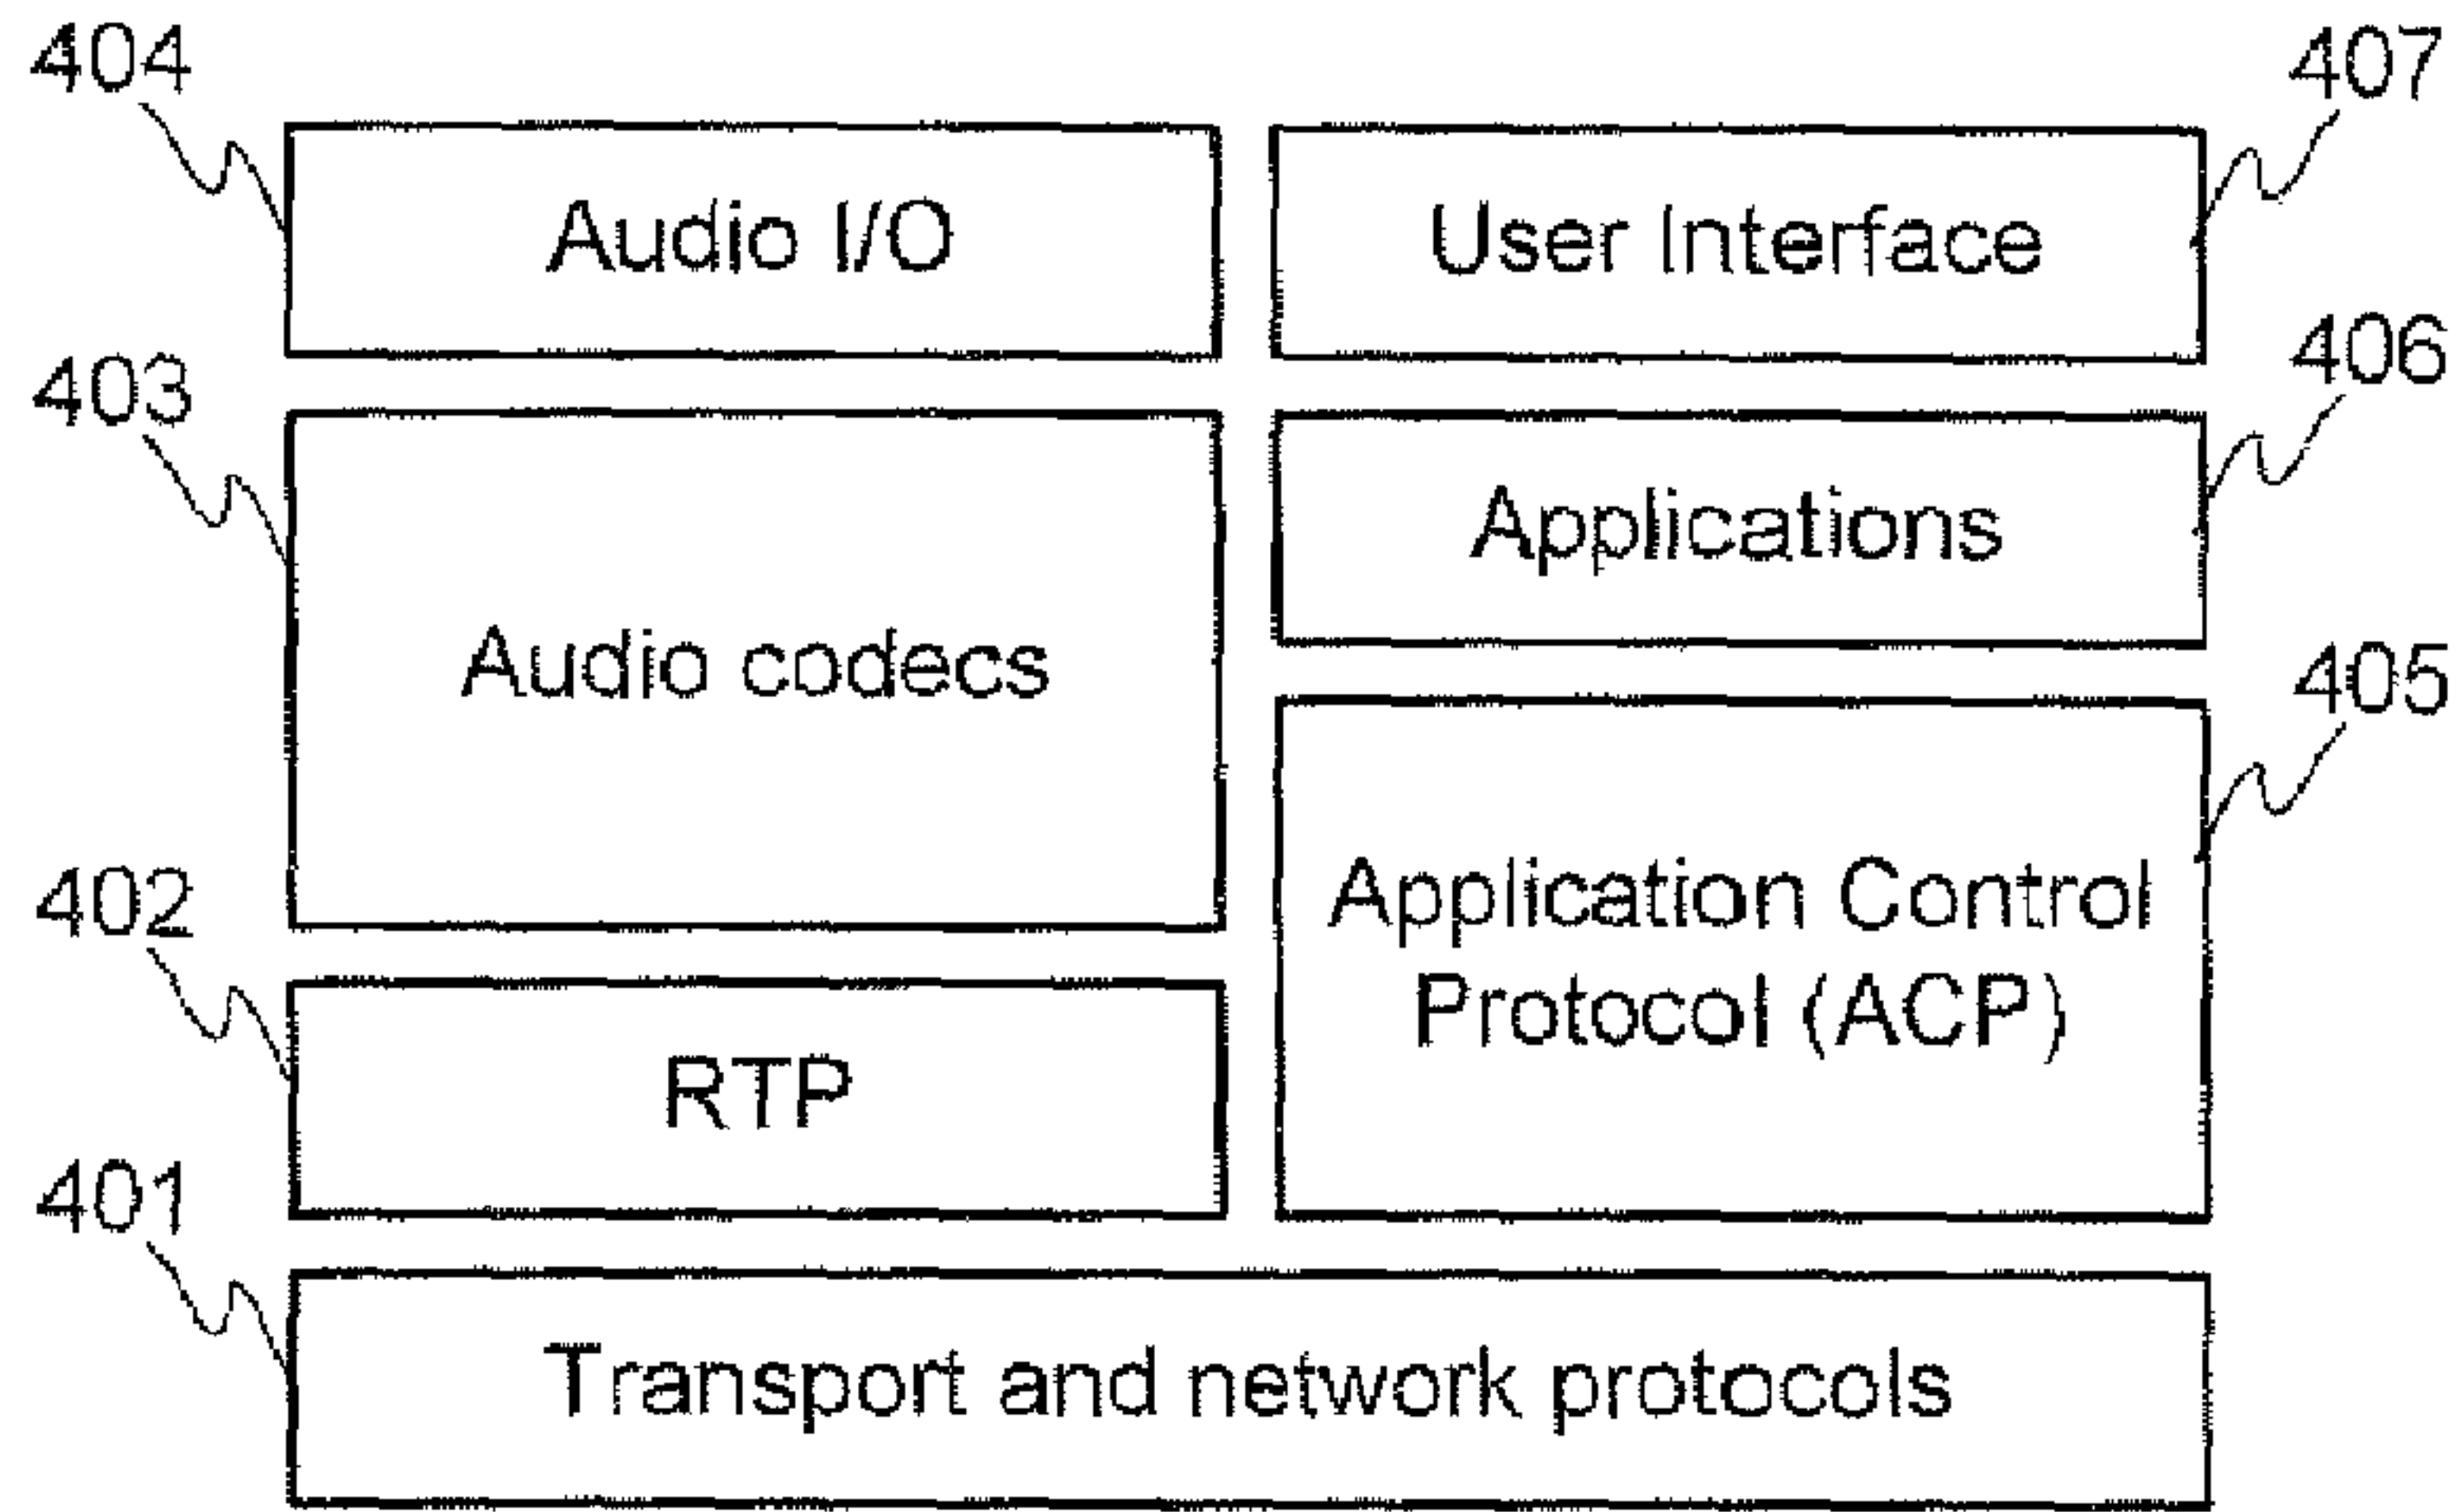 404
407
Audio I/O
User Interface
403
406
Applications
Audio codecs
405
402
Application Control
Protocol (ACP)
RTP
401
Transport and network protocols